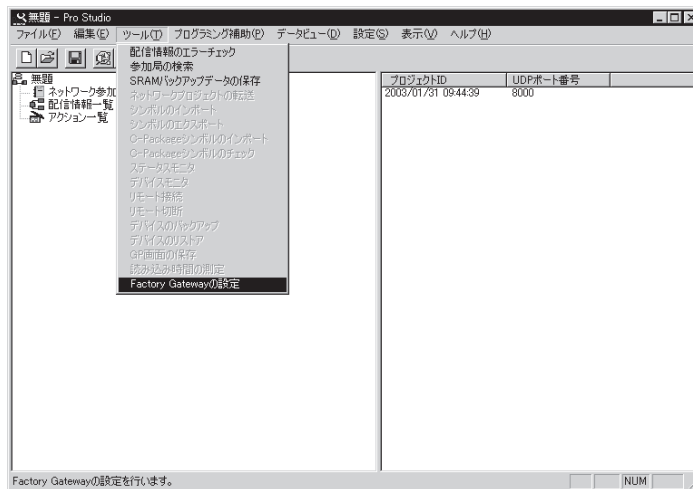 無題 - Pro Studio
ファイル(F) 編集(E) ツール(T) プログラミング補助(P) データビュー(D) 設定(S) 表示(V) ヘルプ(H)
配信情報のエラーチェック
参加局の検索
SRAMバックアップデータの保存
ネットワークプロジェクトの転送
シンボルのインポート
シンボルのエクスポート
C-Packageシンボルのインポート
C-Packageシンボルのチェック
ステータスモニタ
デバイスモニタ
リモート接続
リモート切断
デバイスのバックアップ
デバイスのリストア
GP画面の保存
読み込み時間の測定
Factory Gatewayの設定
無題
ネットワーク参加
配信情報一覧
アクション一覧
プロジェクトID UDPポート番号
2003/01/31 09:44:39 8000
Factory Gatewayの設定を行います。 NUM